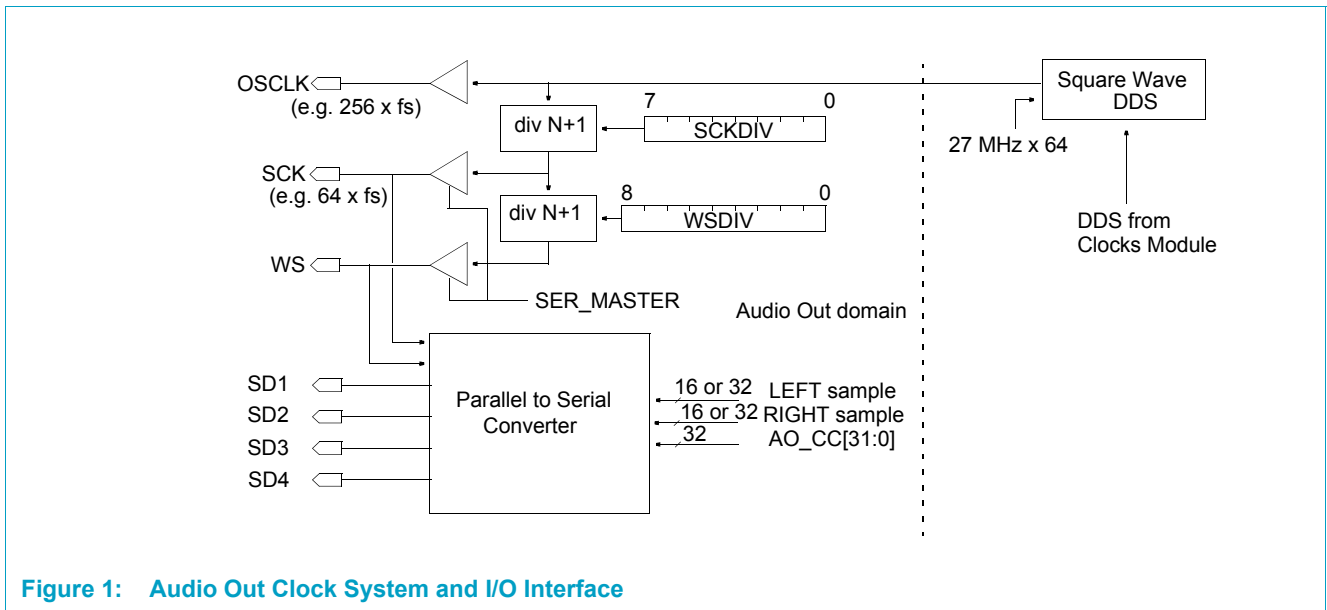 OSCLK
(e.g. 256 x fs)
Square Wave
DDS
7 0
div N+1
SCKDIV
27 MHz x 64
SCK
(e.g. 64 x fs)
8 0
div N+1
WSDIV
DDS from
Clocks Module
WS
SER_MASTER
Audio Out domain
SD1
SD2
SD3
SD4
Parallel to Serial
Converter
16 or 32 LEFT sample
16 or 32 RIGHT sample
32 AO_CC[31:0]
Figure 1: Audio Out Clock System and I/O Interface